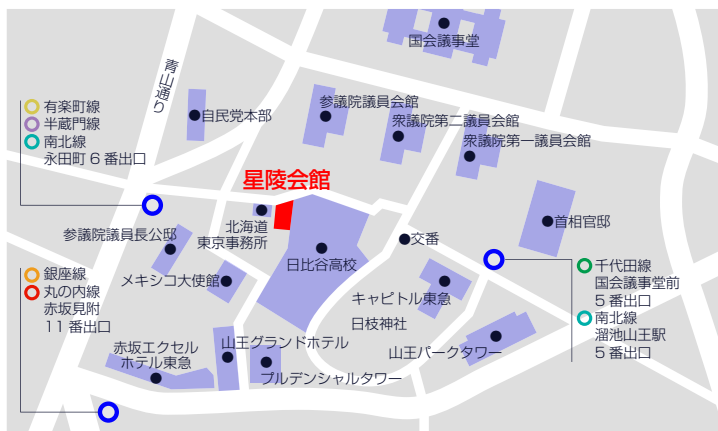 国会議事堂
青山通り
有楽町線
半蔵門線
南北線
永田町6番出口
自民党本部
参議院議員会館
衆議院第二議員会館
衆議院第一議員会館
星陵会館
北海道
東京事務所
参議院議員長公邸
メキシコ大使館
日比谷高校
交番
首相官邸
銀座線
丸の内線
赤坂見附
11番出口
千代田線
国会議事堂前
5番出口
南北線
溜池山王駅
5番出口
キャピトル東急
日枝神社
山王パークタワー
赤坂エクセル
ホテル東急
山王グランドホテル
プルデンシャルタワー